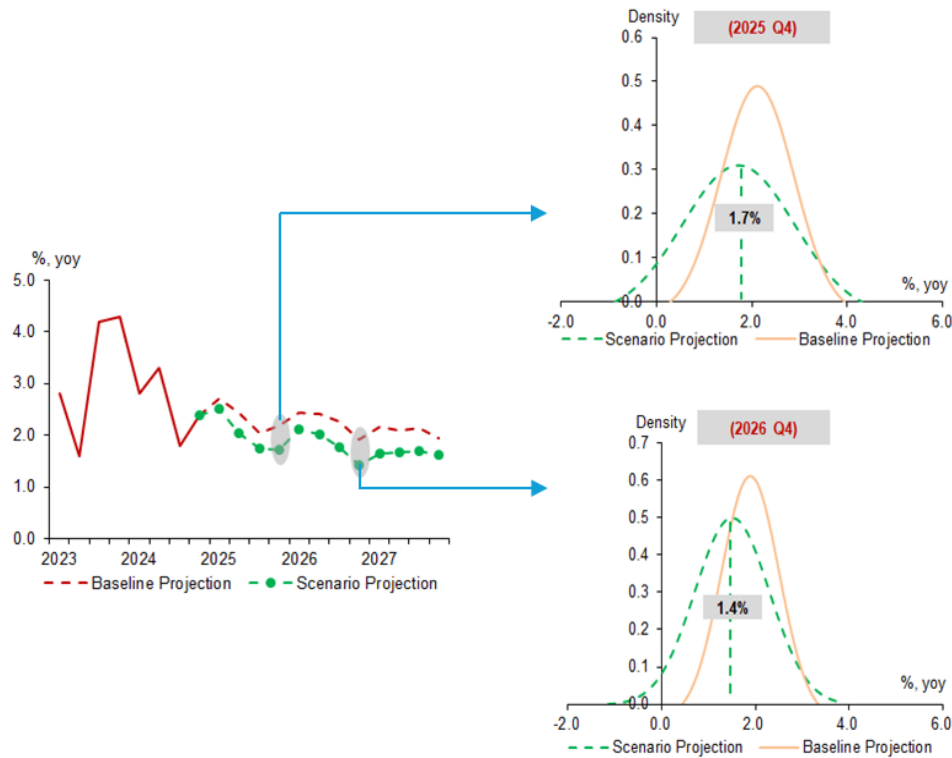 %, yoy
5.0
4.0
3.0
2.0
1.0
0.0
2023 2024 2025 2026 2027
Baseline Projection Scenario Projection
Density (2025 Q4)
0.6
0.5
0.4
0.3
0.2
0.1
0.0
1.7%
%, yoy
-2.0 0.0 2.0 4.0 6.0
Scenario Projection Baseline Projection
Density (2026 Q4)
0.7
0.6
0.5
0.4
0.3
0.2
0.1
0.0
1.4%
%, yoy
-2.0 0.0 2.0 4.0 6.0
Scenario Projection Baseline Projection